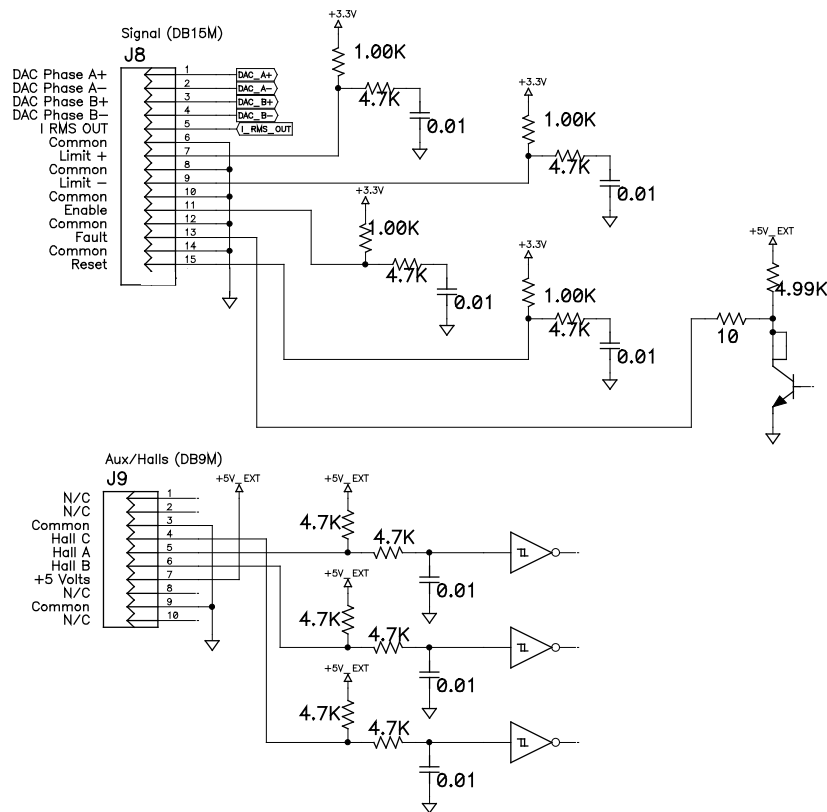 Signal (DB15M)
J8
DAC Phase A+ 1 DAC_A+
DAC Phase A- 2 DAC_A-
DAC Phase B+ 3 DAC_B+
DAC Phase B- 4 DAC_B-
I RMS OUT 5 I_RMS_OUT
Common 6
Limit + 7
Common 8
Limit - 9
Common 10
Enable 11
Common 12
Fault 13
Common 14
Reset 15
+3.3V
1.00K
4.7K
0.01
+3.3V
1.00K
4.7K
0.01
+3.3V
1.00K
4.7K
0.01
+3.3V
1.00K
4.7K
0.01
+5V_EXT
4.99K
10
Aux/Halls (DB9M)
J9
N/C 1
N/C 2
Common 3
Hall C 4
Hall A 5
Hall B 6
+5 Volts 7
N/C 8
Common 9
N/C 10
+5V_EXT
+5V_EXT
4.7K
4.7K
0.01
+5V_EXT
4.7K
4.7K
0.01
+5V_EXT
4.7K
4.7K
0.01